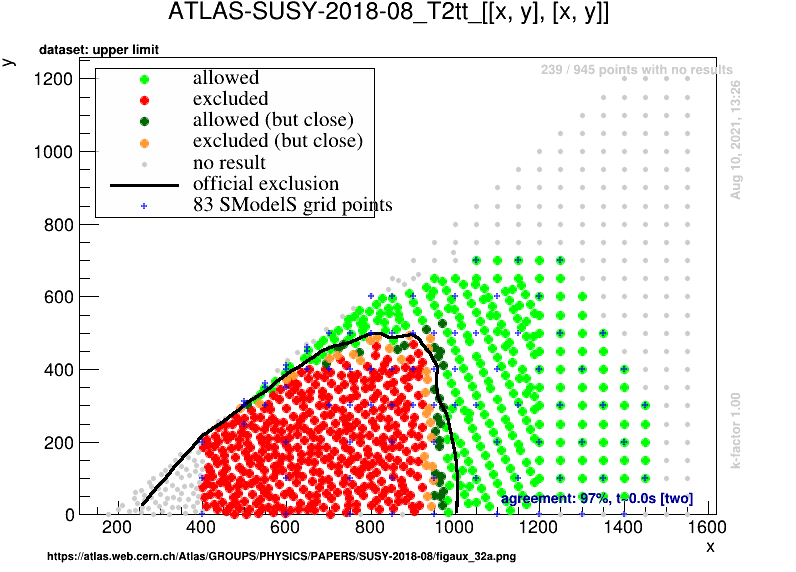 ATLAS-SUSY-2018-08_T2tt_[[x, y], [x, y]]
dataset: upper limit
y
239 / 945 points with no results
allowed
excluded
allowed (but close)
excluded (but close)
no result
official exclusion
83 SModelS grid points
Aug 10, 2021, 13:26
k-factor 1.00
1200
1000
800
600
400
200
0
agreement: 97%, t~0.0s [two]
200 400 600 800 1000 1200 1400 1600
x
https://atlas.web.cern.ch/Atlas/GROUPS/PHYSICS/PAPERS/SUSY-2018-08/figaux_32a.png